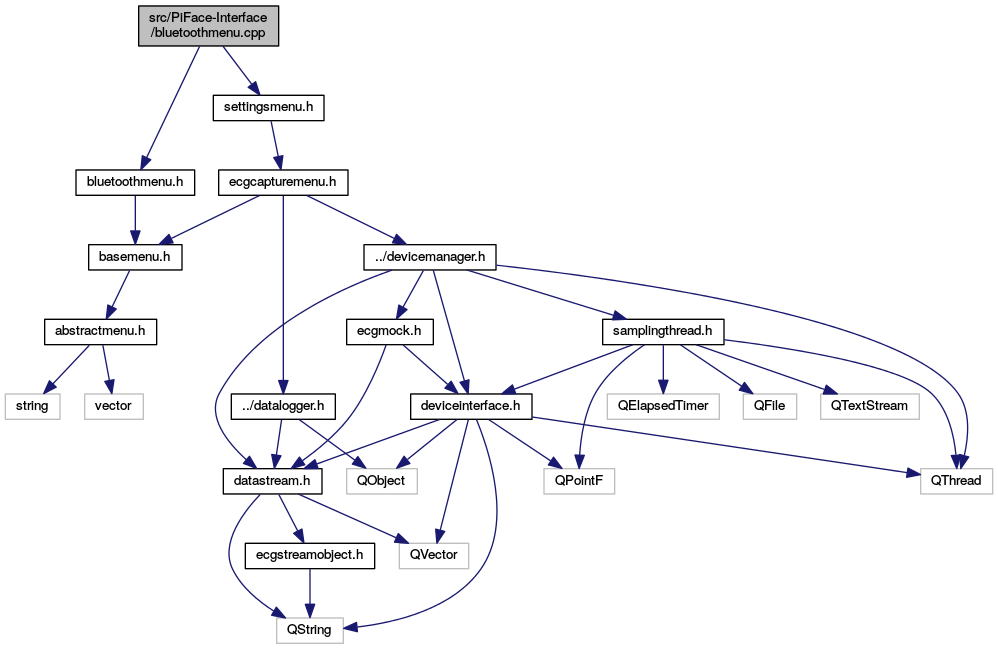 src/PiFace-Interface
/bluetoothmenu.cpp
settingsmenu.h
bluetoothmenu.h
ecgcapturemenu.h
basemenu.h
../devicemanager.h
abstractmenu.h
ecgmock.h
samplingthread.h
string
vector
../datalogger.h
deviceinterface.h
QElapsedTimer
QFile
QTextStream
datastream.h
QObject
QPointF
QThread
ecgstreamobject.h
QVector
QString